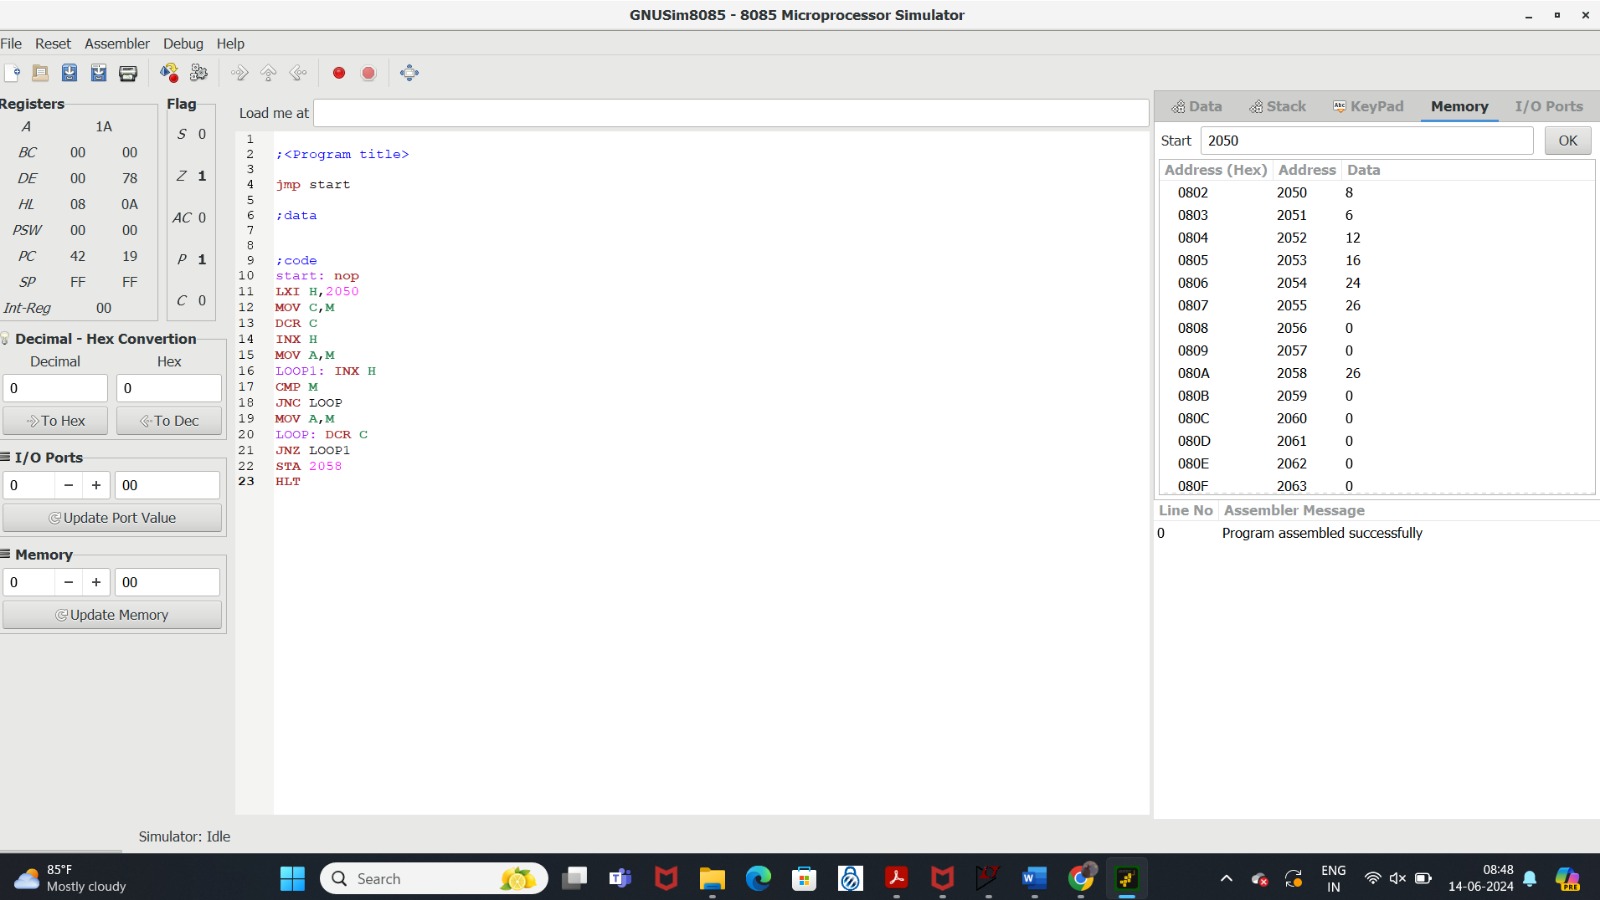 GNUSim8085 - 8085 Microprocessor Simulator
File Reset Assembler Debug Help
Registers
A 1A
BC 00 00
DE 00 78
HL 08 0A
PSW 00 00
PC 42 19
SP FF FF
Int-Reg 00
Flag
S 0
Z 1
AC 0
P 1
C 0
Decimal - Hex Convertion
Decimal Hex
0 0
To Hex To Dec
I/O Ports
0 − + 00
Update Port Value
Memory
0 − + 00
Update Memory
Load me at
1
2 ;<Program title>
3
4 jmp start
5
6 ;data
7
8
9 ;code
10 start: nop
11 LXI H,2050
12 MOV C,M
13 DCR C
14 INX H
15 MOV A,M
16 LOOP1: INX H
17 CMP M
18 JNC LOOP
19 MOV A,M
20 LOOP: DCR C
21 JNZ LOOP1
22 STA 2058
23 HLT
Data Stack KeyPad Memory I/O Ports
Start 2050 OK
Address (Hex) Address Data
0802 2050 8
0803 2051 6
0804 2052 12
0805 2053 16
0806 2054 24
0807 2055 26
0808 2056 0
0809 2057 0
080A 2058 26
080B 2059 0
080C 2060 0
080D 2061 0
080E 2062 0
080F 2063 0
Line No Assembler Message
0 Program assembled successfully
Simulator: Idle
85°F
Mostly cloudy
Search
ENG
IN
08:48
14-06-2024
PRE